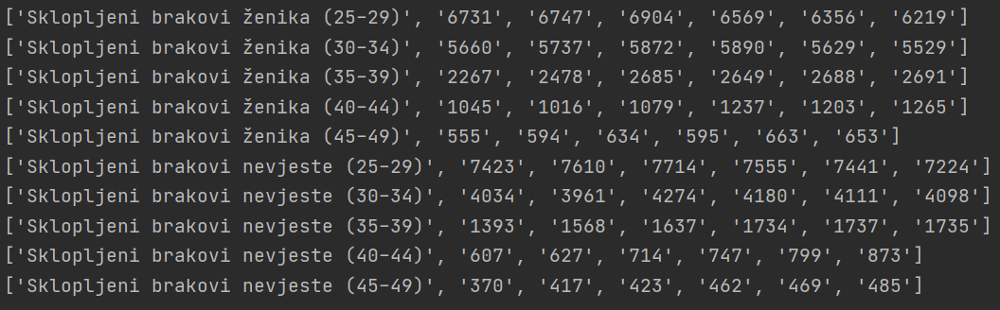 ['Sklopljeni brakovi ženika (25-29)', '6731', '6747', '6904', '6569', '6356', '6219']
['Sklopljeni brakovi ženika (30-34)', '5660', '5737', '5872', '5890', '5629', '5529']
['Sklopljeni brakovi ženika (35-39)', '2267', '2478', '2685', '2649', '2688', '2691']
['Sklopljeni brakovi ženika (40-44)', '1045', '1016', '1079', '1237', '1203', '1265']
['Sklopljeni brakovi ženika (45-49)', '555', '594', '634', '595', '663', '653']
['Sklopljeni brakovi nevjeste (25-29)', '7423', '7610', '7714', '7555', '7441', '7224']
['Sklopljeni brakovi nevjeste (30-34)', '4034', '3961', '4274', '4180', '4111', '4098']
['Sklopljeni brakovi nevjeste (35-39)', '1393', '1568', '1637', '1734', '1737', '1735']
['Sklopljeni brakovi nevjeste (40-44)', '607', '627', '714', '747', '799', '873']
['Sklopljeni brakovi nevjeste (45-49)', '370', '417', '423', '462', '469', '485']